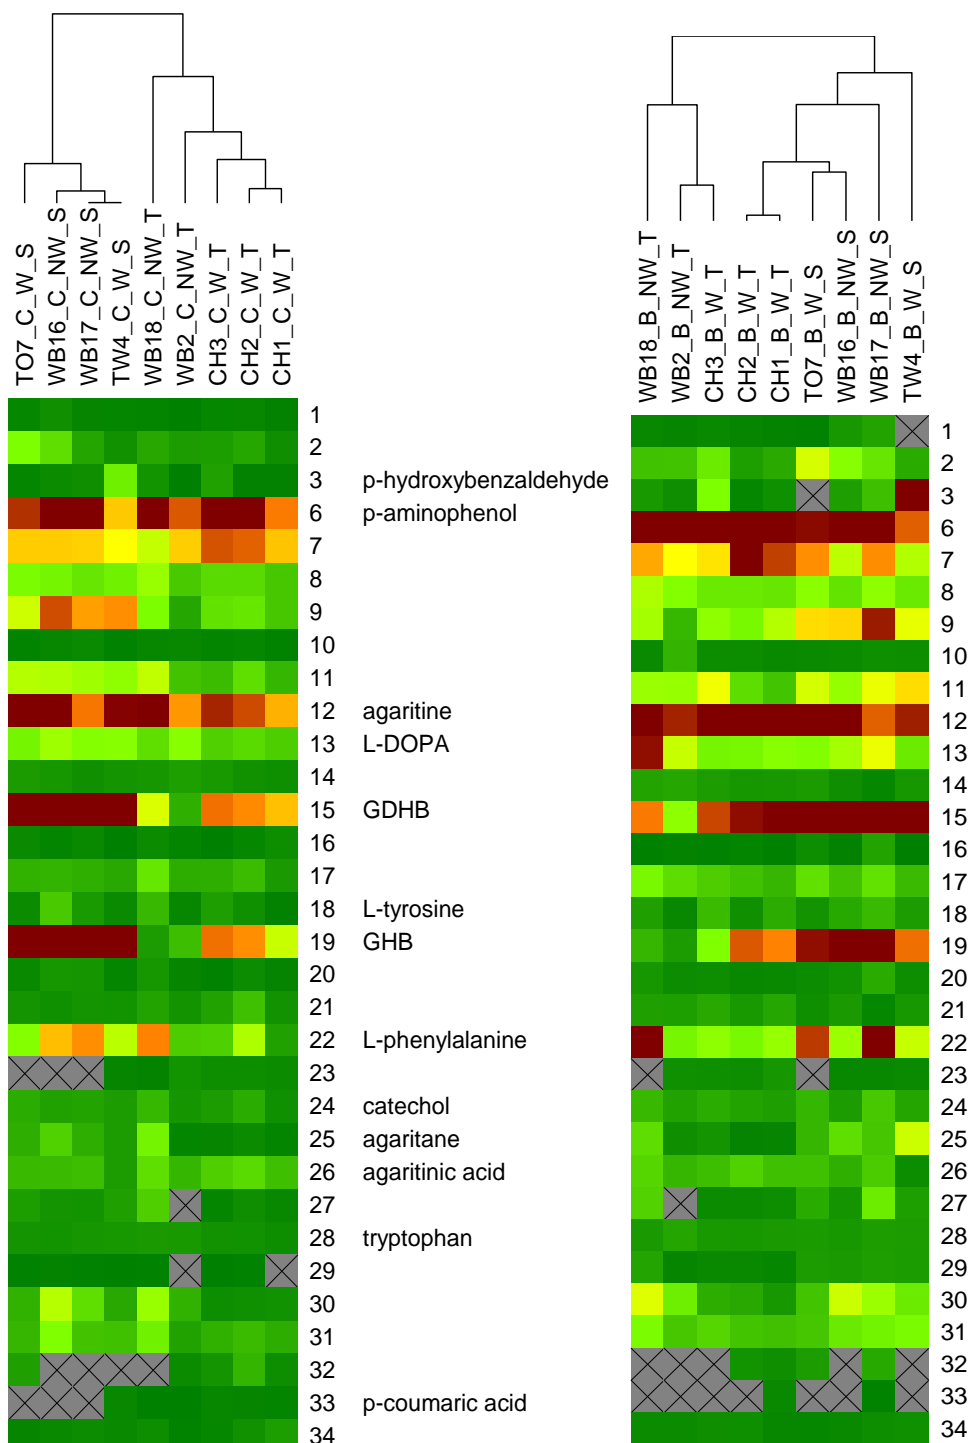 TO7_C_W_S
WB16_C_NW_S
WB17_C_NW_S
TW4_C_W_S
WB18_C_NW_T
WB2_C_NW_T
CH3_C_W_T
CH2_C_W_T
CH1_C_W_T
WB18_B_NW_T
WB2_B_NW_T
CH3_B_W_T
CH2_B_W_T
CH1_B_W_T
TO7_B_W_S
WB16_B_NW_S
WB17_B_NW_S
TW4_B_W_S
1 1
2 2
3 p-hydroxybenzaldehyde 3
6 p-aminophenol 6
7 7
8 8
9 9
10 10
11 11
12 agaritine 12
13 L-DOPA 13
14 14
15 GDHB 15
16 16
17 17
18 L-tyrosine 18
19 GHB 19
20 20
21 21
22 L-phenylalanine 22
23 23
24 catechol 24
25 agaritane 25
26 agaritinic acid 26
27 27
28 tryptophan 28
29 29
30 30
31 31
32 32
33 p-coumaric acid 33
34 34